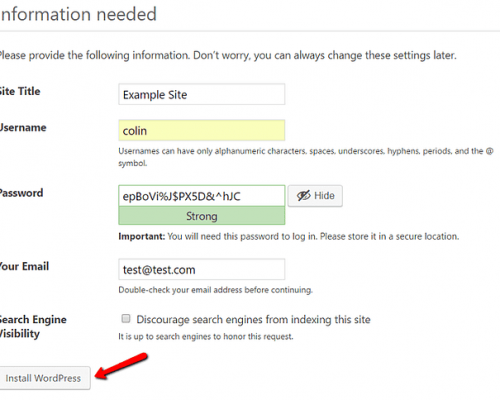 Information needed
Please provide the following information. Don't worry, you can always change these settings later.
Site Title
Example Site
Username
colin
Usernames can have only alphanumeric characters, spaces, underscores, hyphens, periods, and the @
symbol.
Password
epBoVi%J$PX5D&^hJC
Hide
Strong
Important: You will need this password to log in. Please store it in a secure location.
Your Email
test@test.com
Double-check your email address before continuing.
Search Engine
Visibility
Discourage search engines from indexing this site
It is up to search engines to honor this request.
Install WordPress